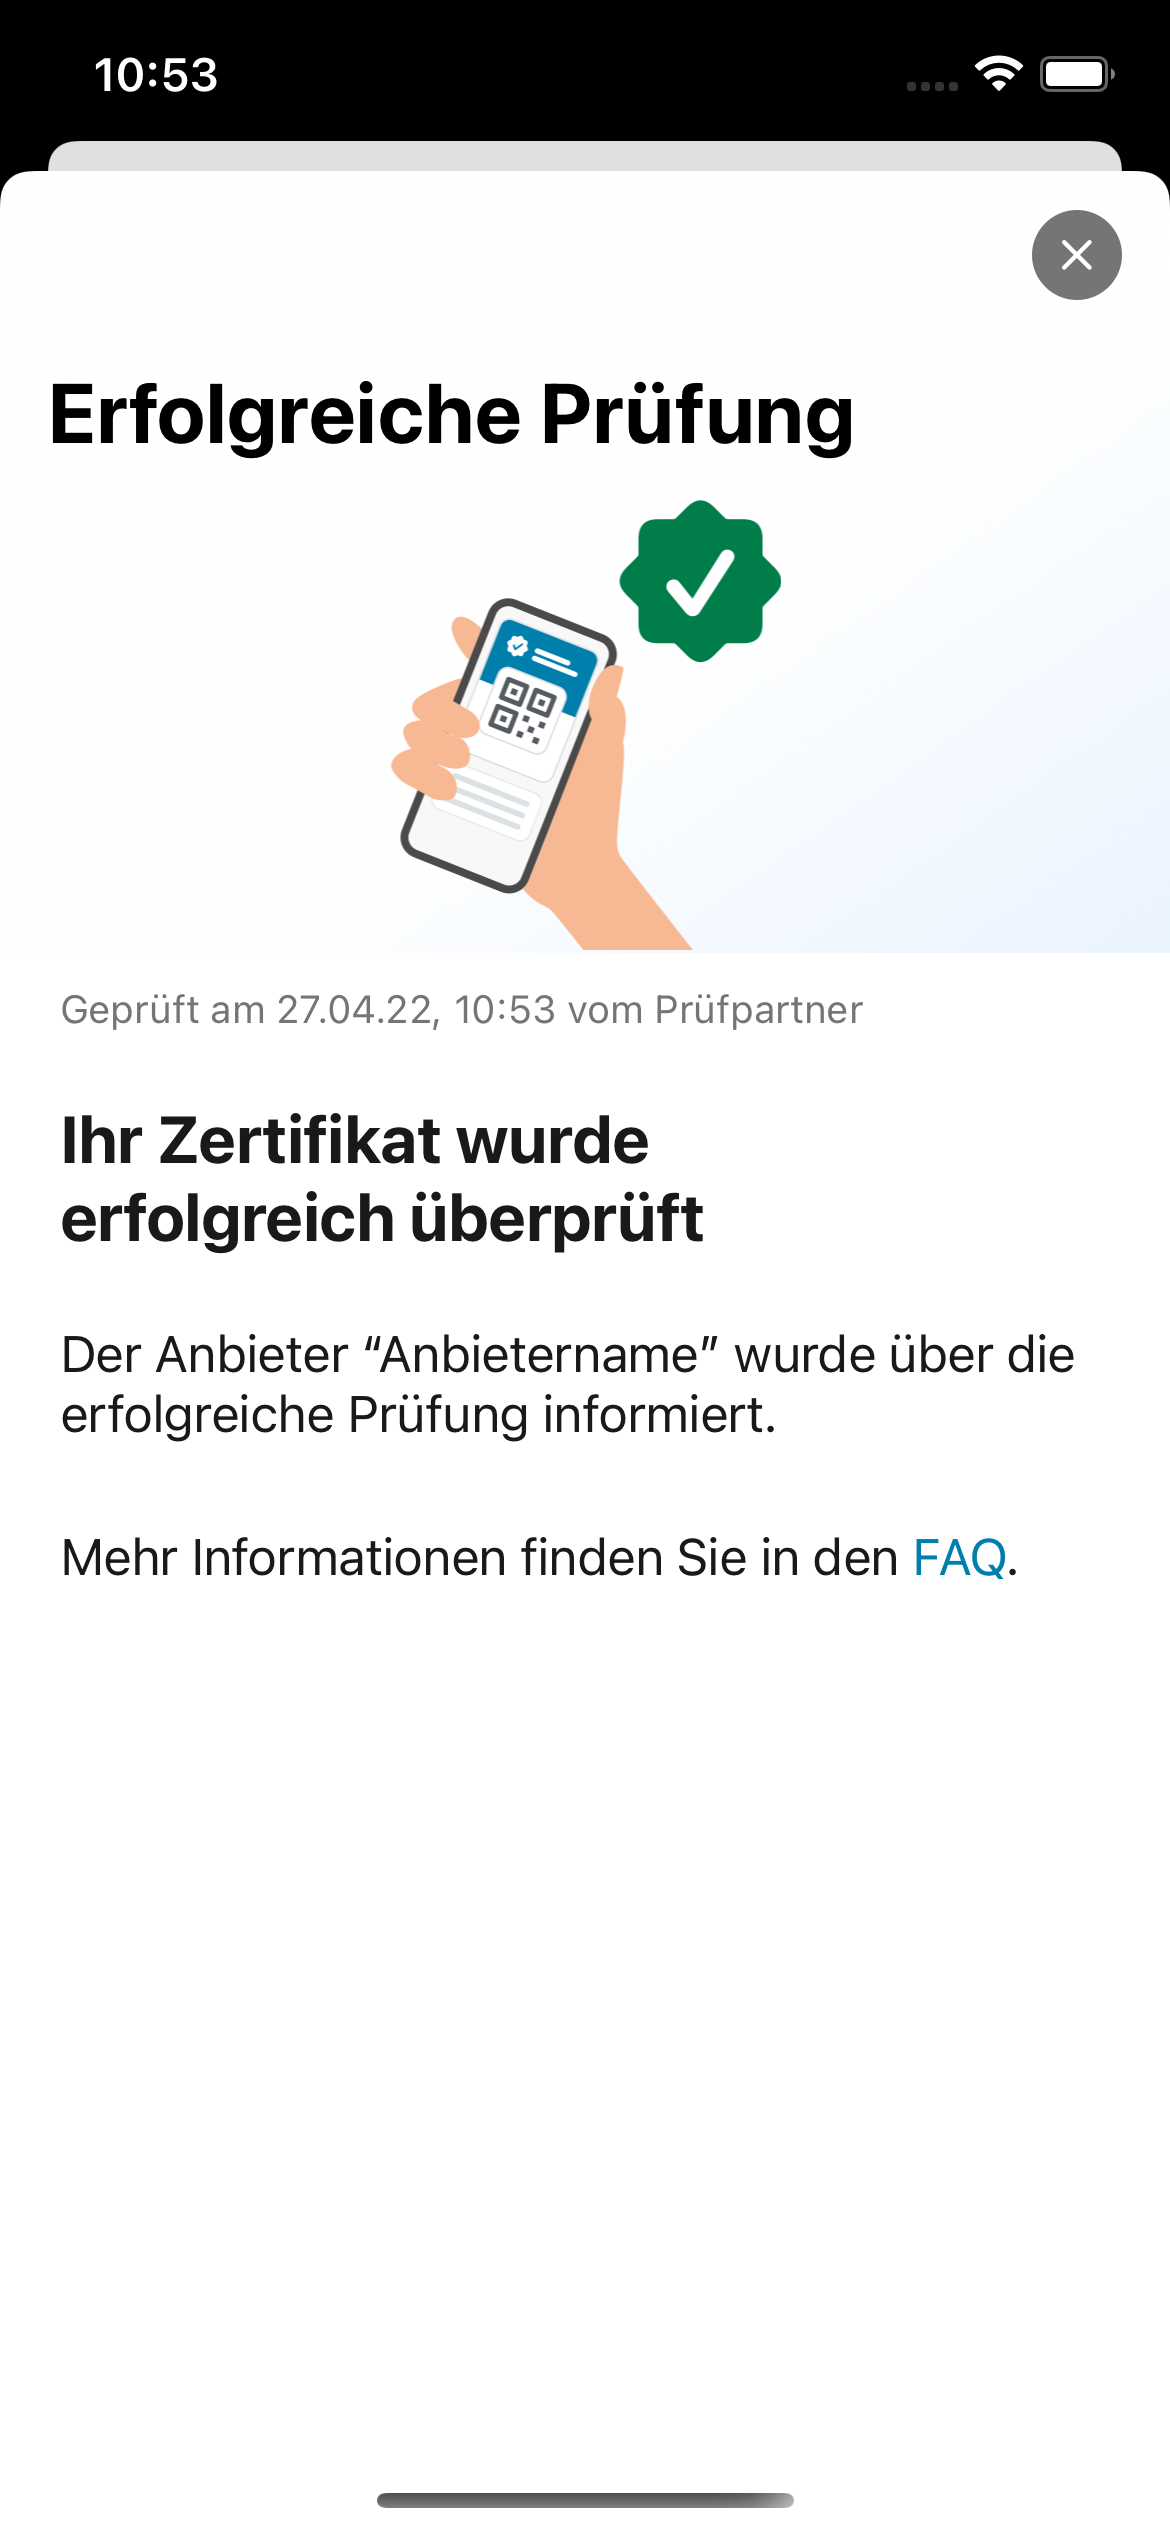 10:53
Erfolgreiche Prüfung
Geprüft am 27.04.22, 10:53 vom Prüfpartner
Ihr Zertifikat wurde
erfolgreich überprüft
Der Anbieter “Anbietername” wurde über die
erfolgreiche Prüfung informiert.
Mehr Informationen finden Sie in den FAQ.